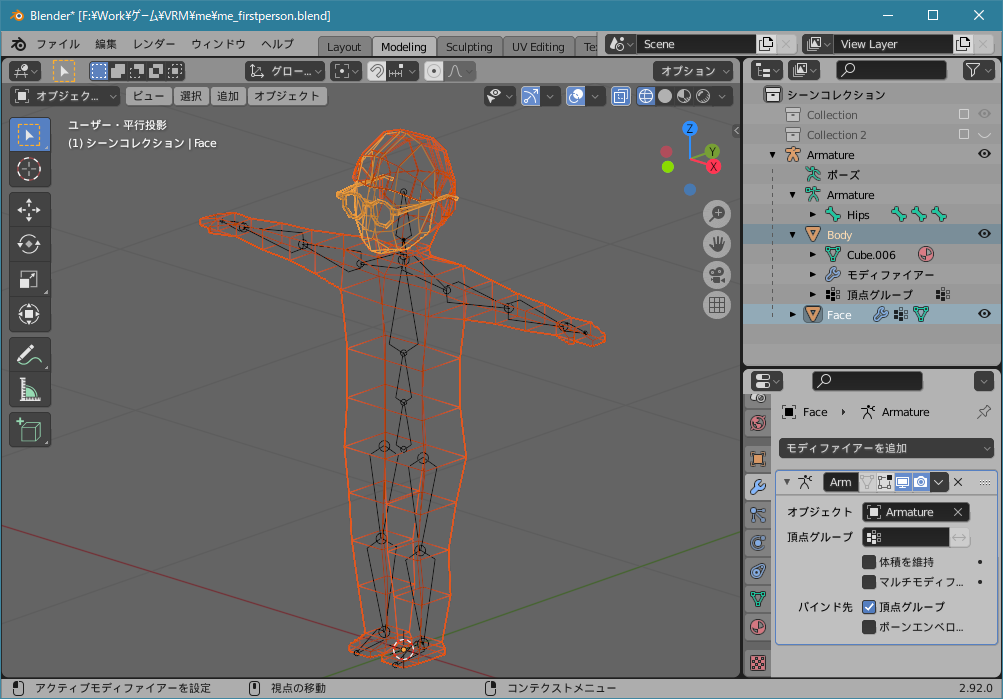 Blender* [F:¥Work¥ゲーム¥VRM¥me¥me_firstperson.blend]
ファイル 編集 レンダー ウィンドウ ヘルプ Layout Modeling Sculpting UV Editing Scene View Layer
グロー... オプション
オブジェク... ビュー 選択 追加 オブジェクト
ユーザー・平行投影
(1) シーンコレクション | Face
Z
Y
X
シーンコレクション
Collection
Collection 2
Armature
ポーズ
Armature
Hips
Body
Cube.006
モディファイアー
頂点グループ
Face
Face Armature
モディファイアーを追加
Arm
オブジェクト Armature
頂点グループ
体積を維持
マルチモディフ...
バインド先 頂点グループ
ボーンエンベロ...
アクティブモディファイアーを設定 視点の移動 コンテクストメニュー 2.92.0